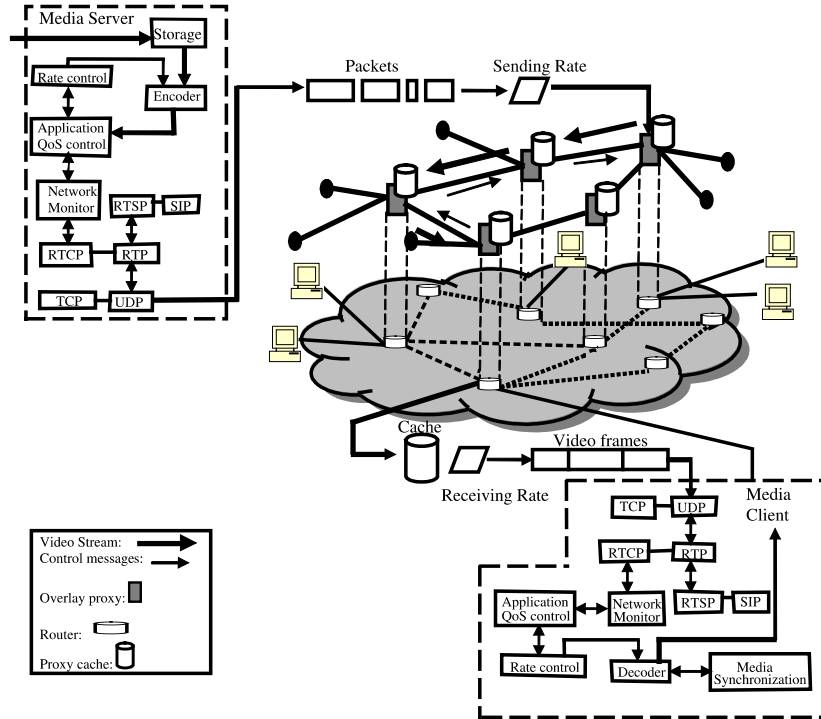 Media Server
Storage
Rate control
Encoder
Application
QoS control
Network
Monitor
RTSP
SIP
RTCP
RTP
TCP
UDP
Packets
Sending Rate
Cache
Receiving Rate
Video frames
Media
Client
TCP
UDP
RTCP
RTP
Application
QoS control
Network
Monitor
RTSP
SIP
Rate control
Decoder
Media
Synchronization
Video Stream:
Control messages:
Overlay proxy:
Router:
Proxy cache: